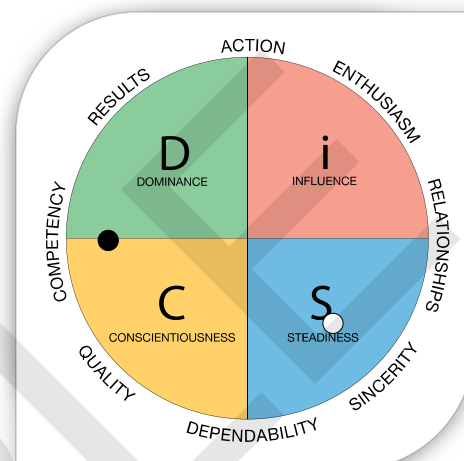 ACTION
ENTHUSIASM
RELATIONSHIPS
SINCERITY
DEPENDABILITY
QUALITY
COMPETENCY
RESULTS
D
DOMINANCE
i
INFLUENCE
C
CONSCIENTIOUSNESS
S
STEADINESS